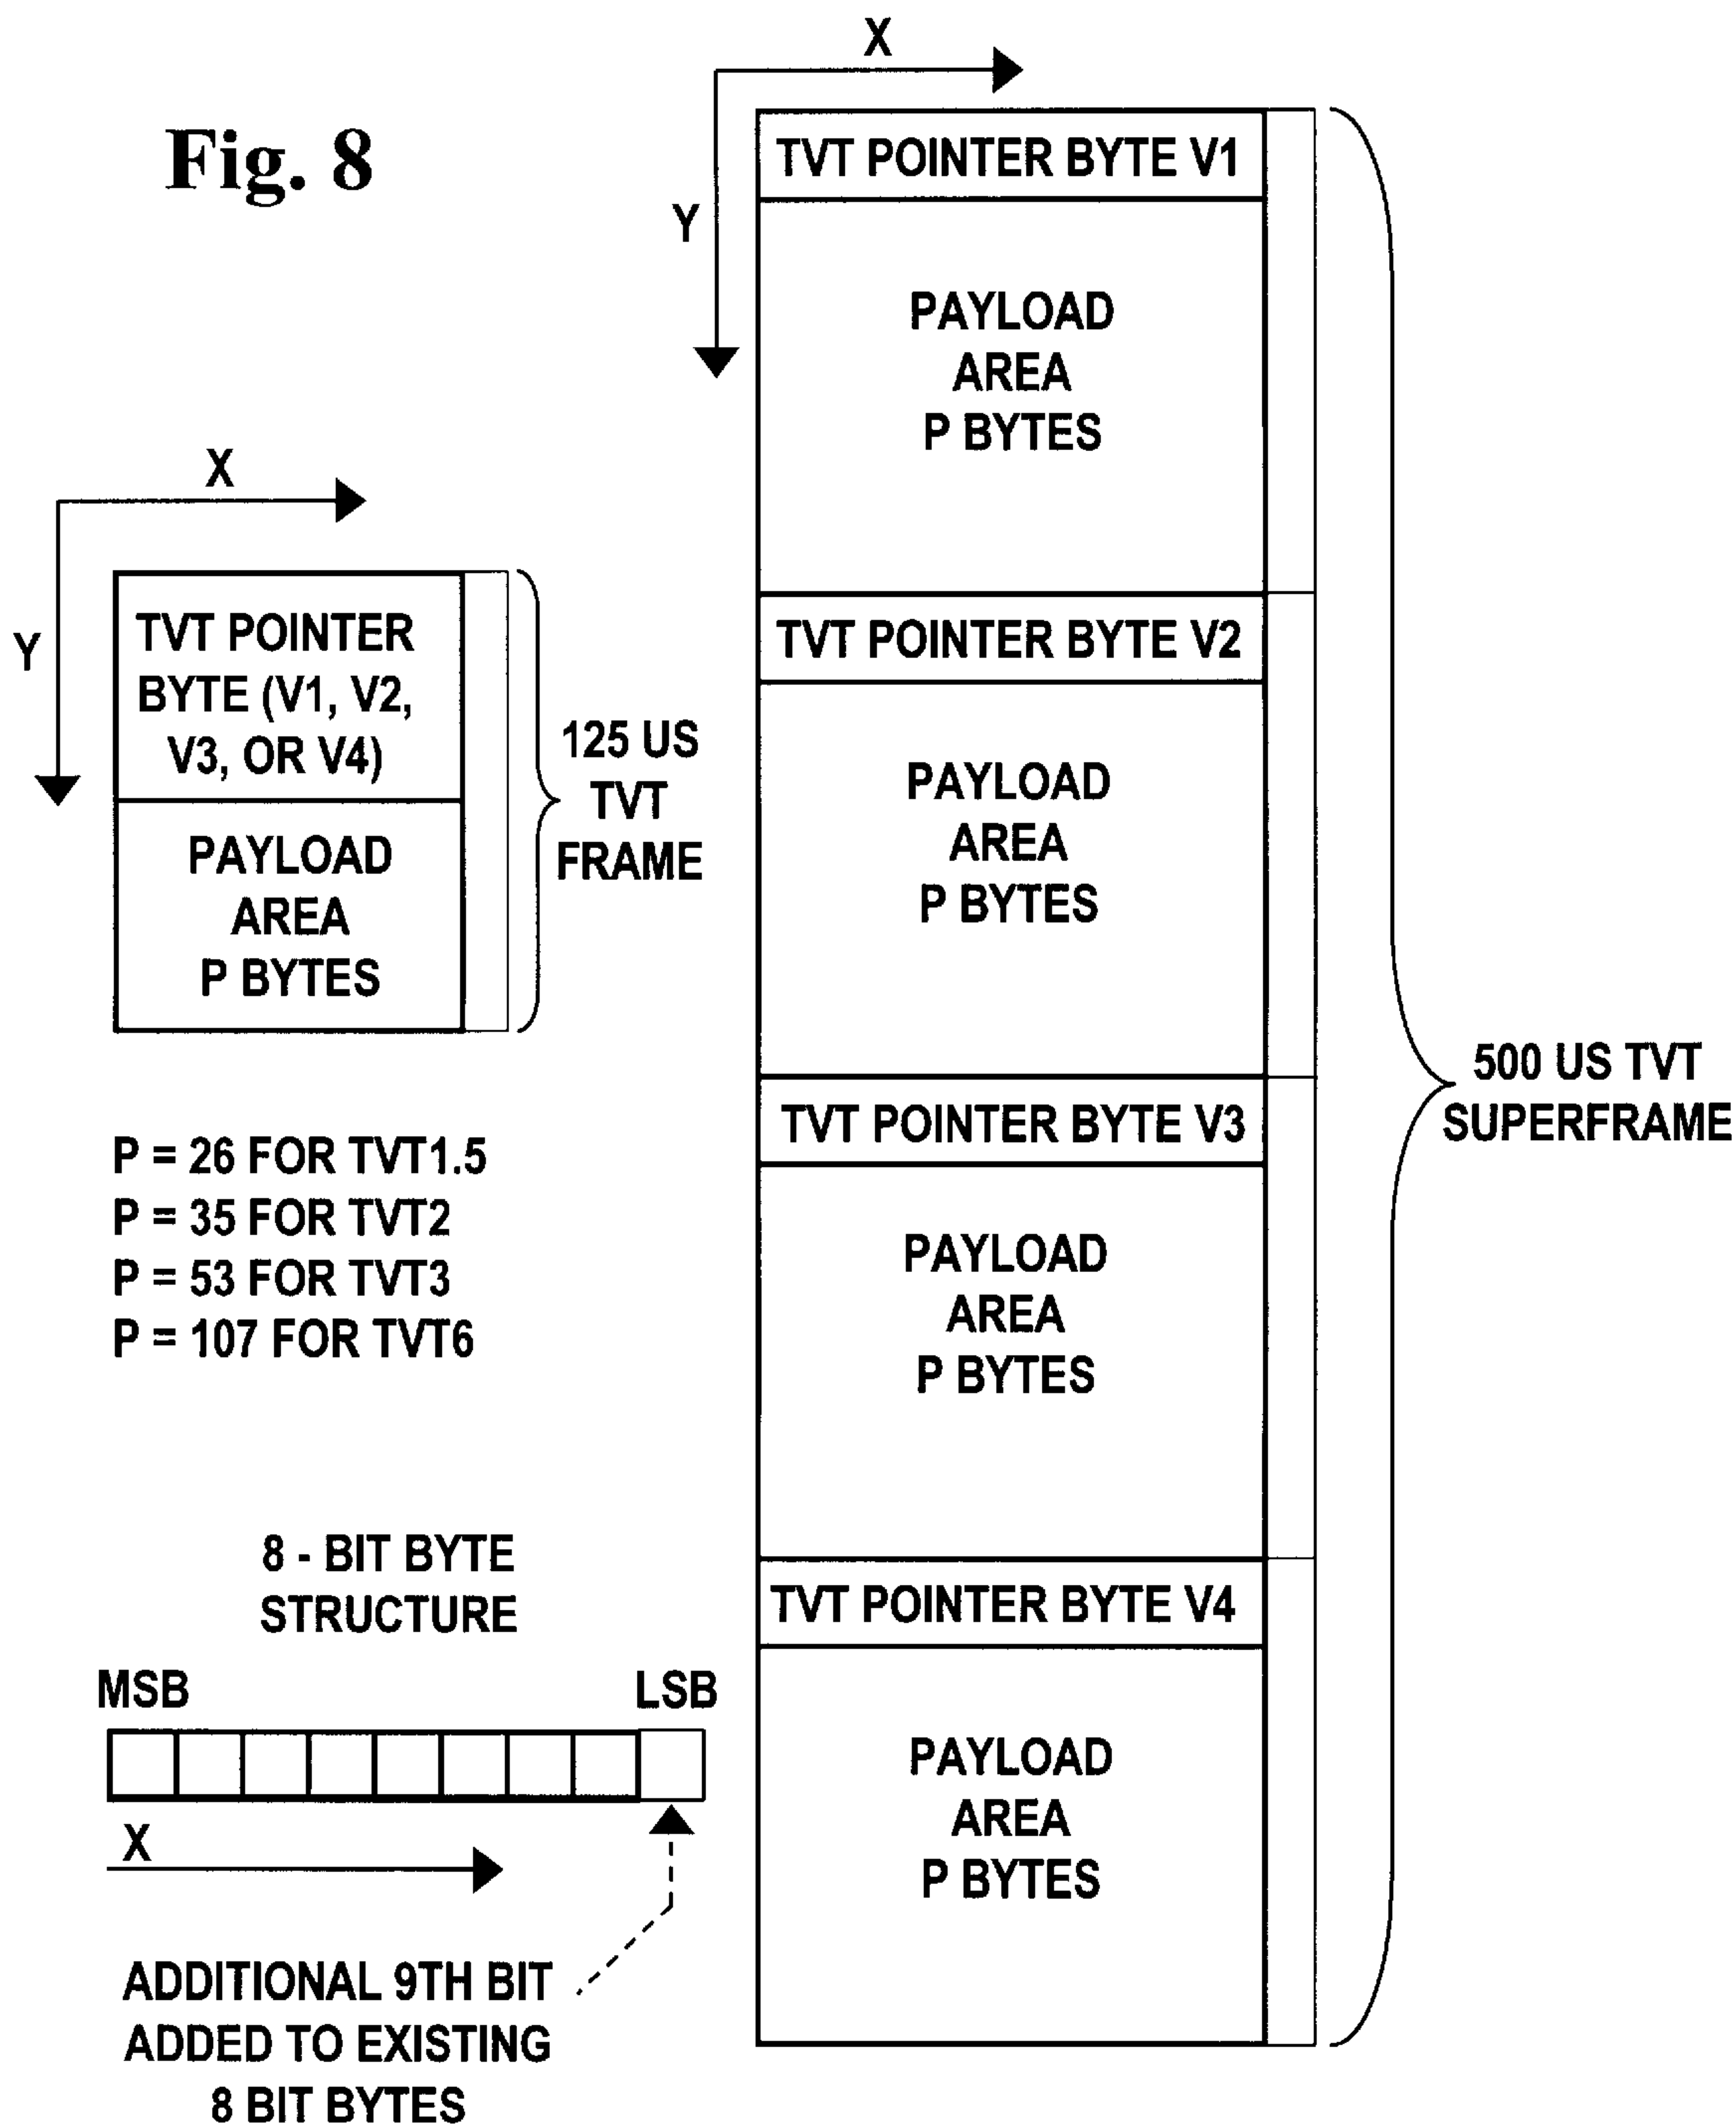 Fig. 8
X
Y
TVT POINTER
BYTE (V1, V2,
V3, OR V4)
PAYLOAD
AREA
P BYTES
125 US
TVT
FRAME
P = 26 FOR TVT1.5
P = 35 FOR TVT2
P = 53 FOR TVT3
P = 107 FOR TVT6
8 - BIT BYTE
STRUCTURE
MSB
LSB
X
ADDITIONAL 9TH BIT
ADDED TO EXISTING
8 BIT BYTES
X
Y
TVT POINTER BYTE V1
PAYLOAD
AREA
P BYTES
TVT POINTER BYTE V2
PAYLOAD
AREA
P BYTES
TVT POINTER BYTE V3
PAYLOAD
AREA
P BYTES
TVT POINTER BYTE V4
PAYLOAD
AREA
P BYTES
500 US TVT
SUPERFRAME